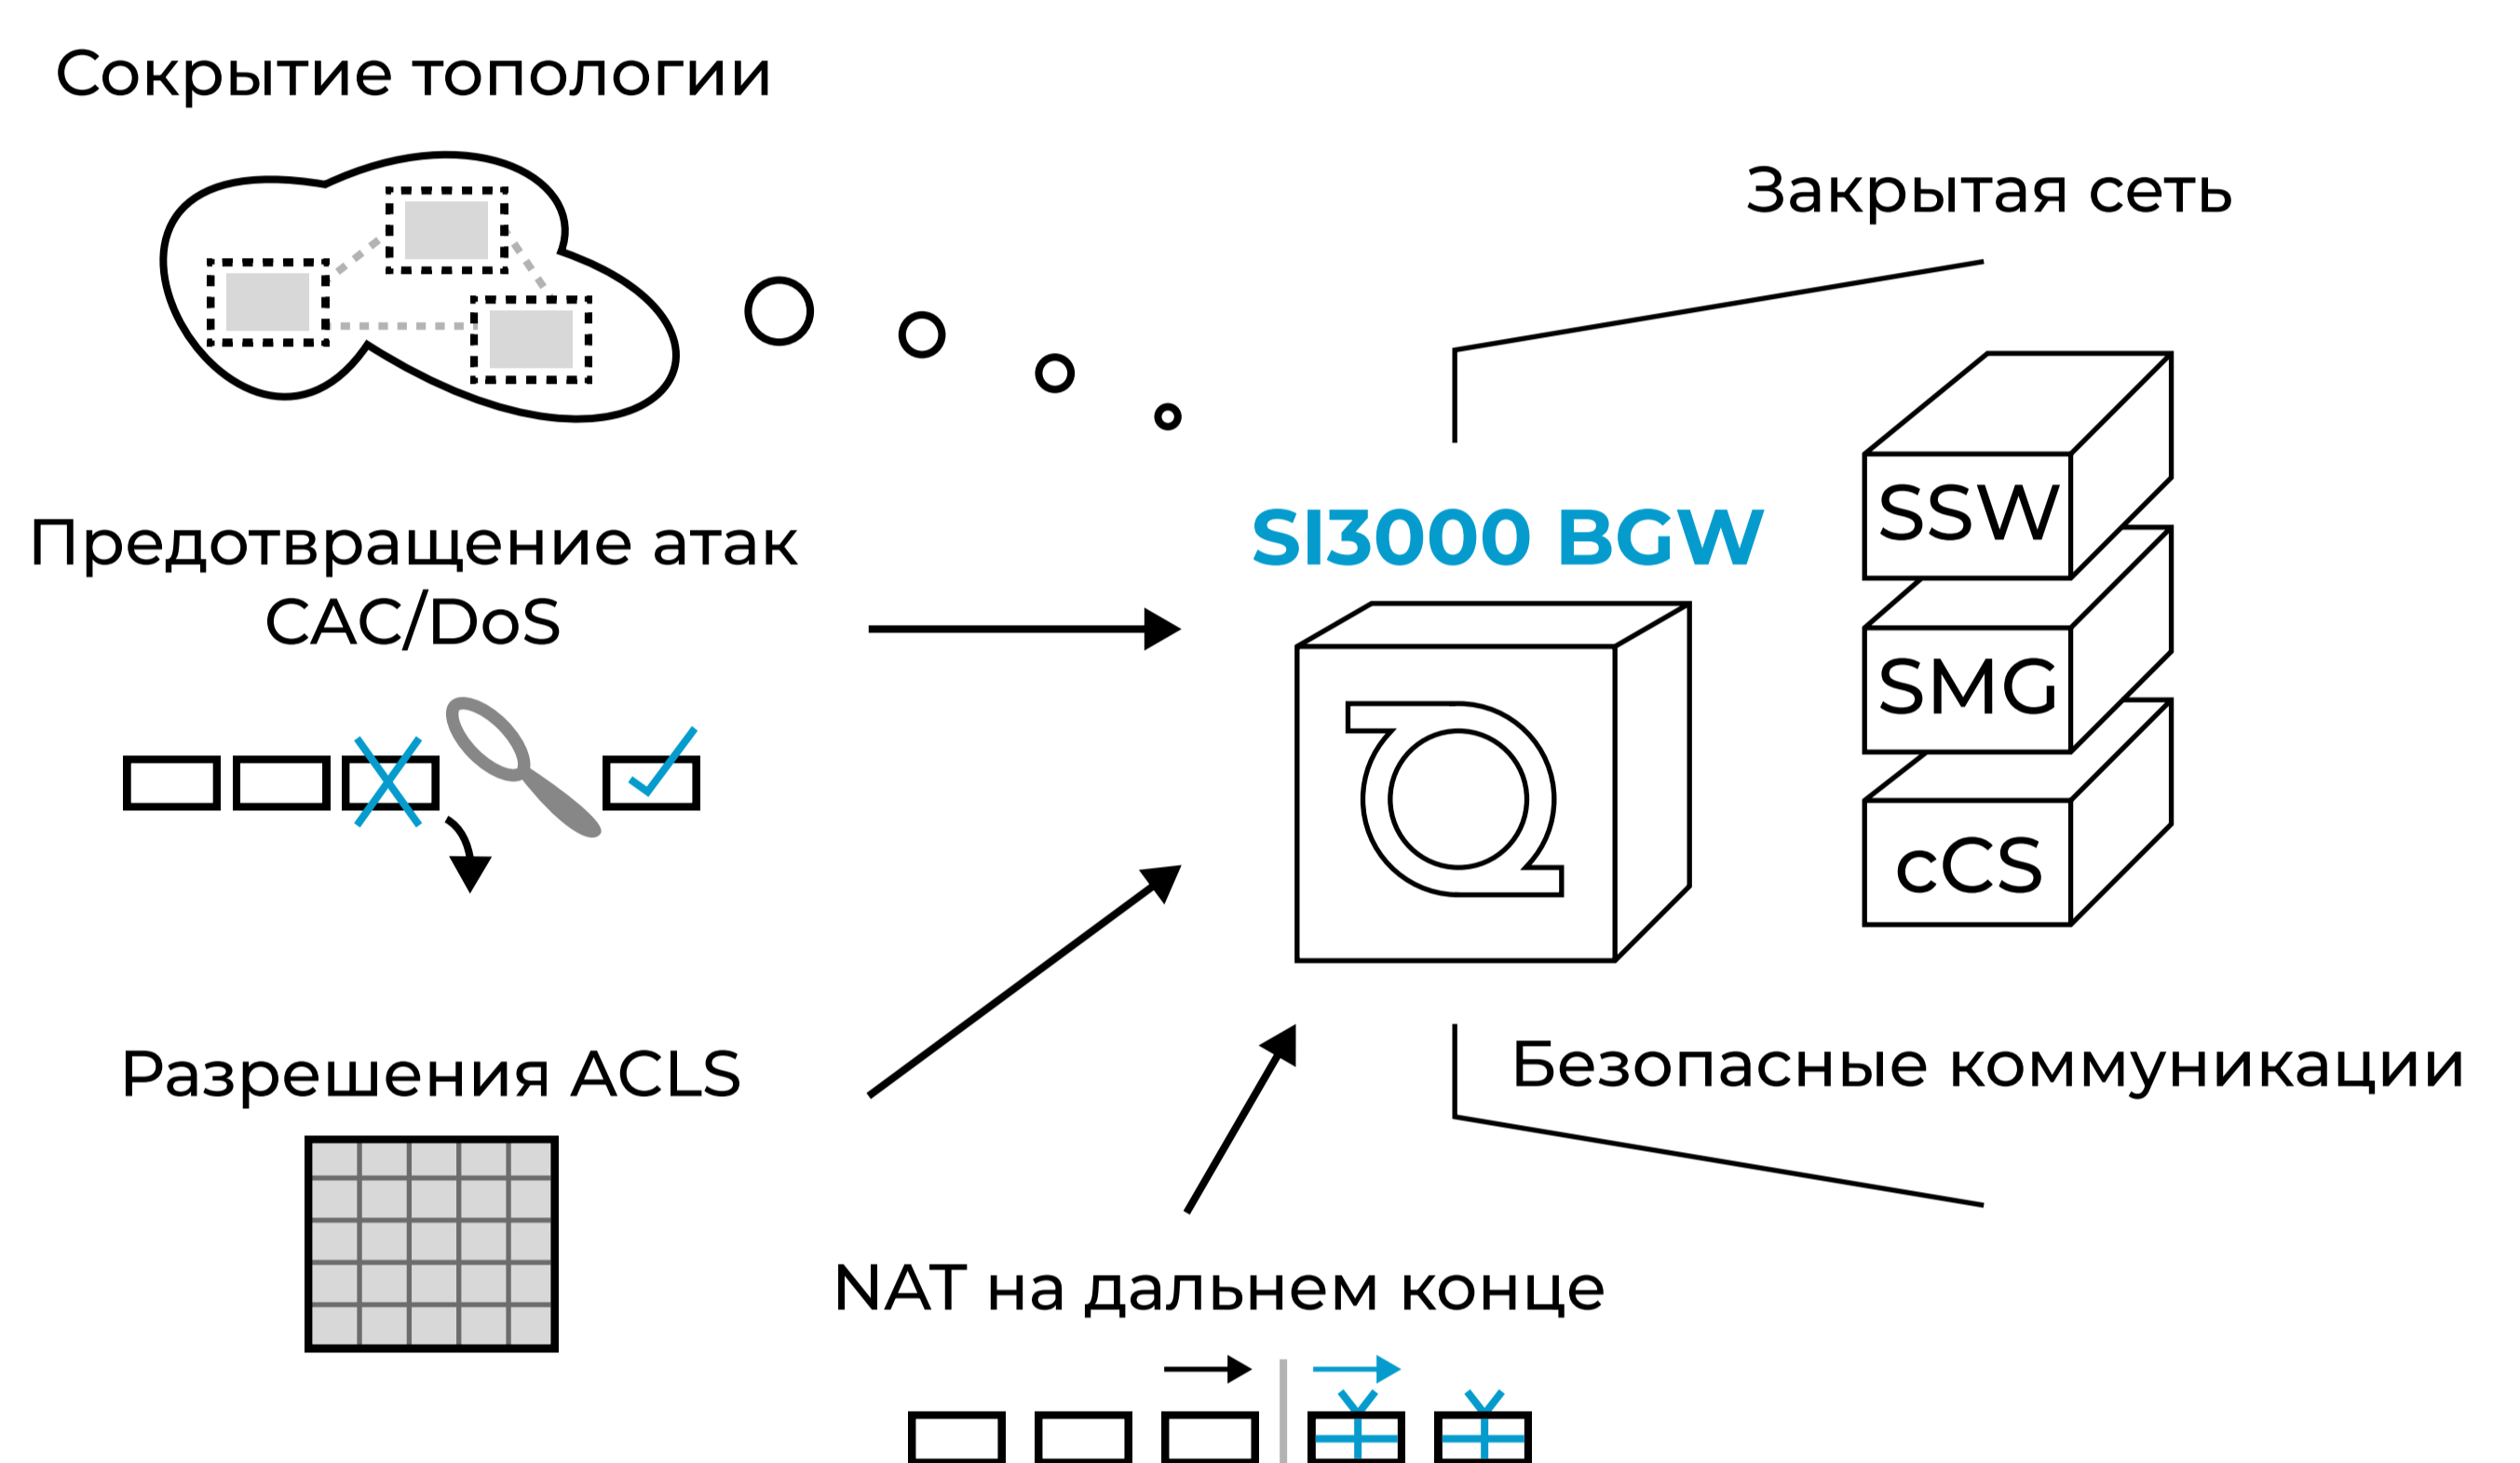 Сокрытие топологии
Закрытая сеть
Предотвращение атак
CAC/DoS
SI3000 BGW
SSW
SMG
cCS
Разрешения ACLS
Безопасные коммуникации
NAT на дальнем конце